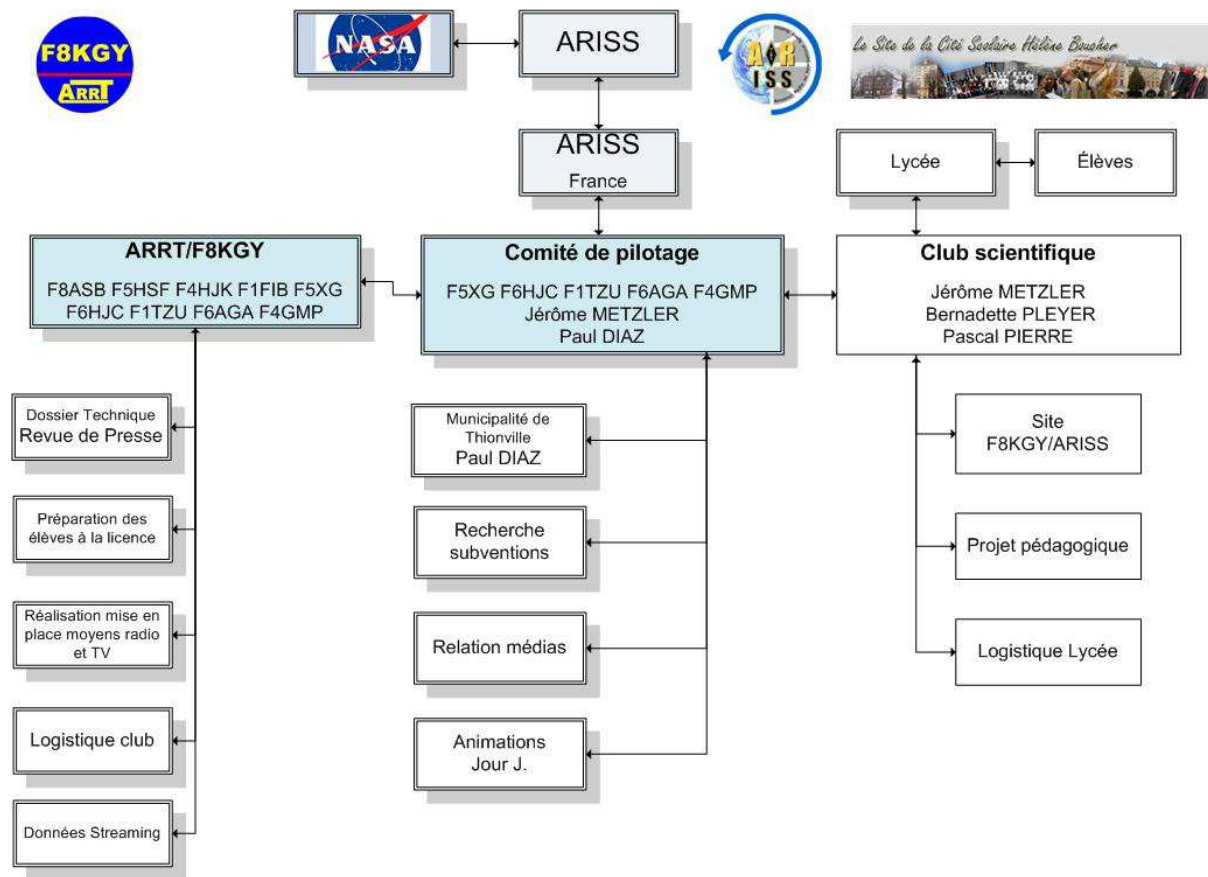 F8KGY
ARRT
NASA
ARISS
A R
ISS
Le Site de la Cité Scolaire Hélène Boucher
ARISS
France
Lycée
Élèves
ARRT/F8KGY
F8ASB F5HSF F4HJK F1FIB F5XG
F6HJC F1TZU F6AGA F4GMP
Comité de pilotage
F5XG F6HJC F1TZU F6AGA F4GMP
Jérôme METZLER
Paul DIAZ
Club scientifique
Jérôme METZLER
Bernadette PLEYER
Pascal PIERRE
Dossier Technique
Revue de Presse
Préparation des
élèves à la licence
Réalisation mise en
place moyens radio
et TV
Logistique club
Données Streaming
Municipalité de
Thionville
Paul DIAZ
Recherche
subventions
Relation médias
Animations
Jour J.
Site
F8KGY/ARISS
Projet pédagogique
Logistique Lycée